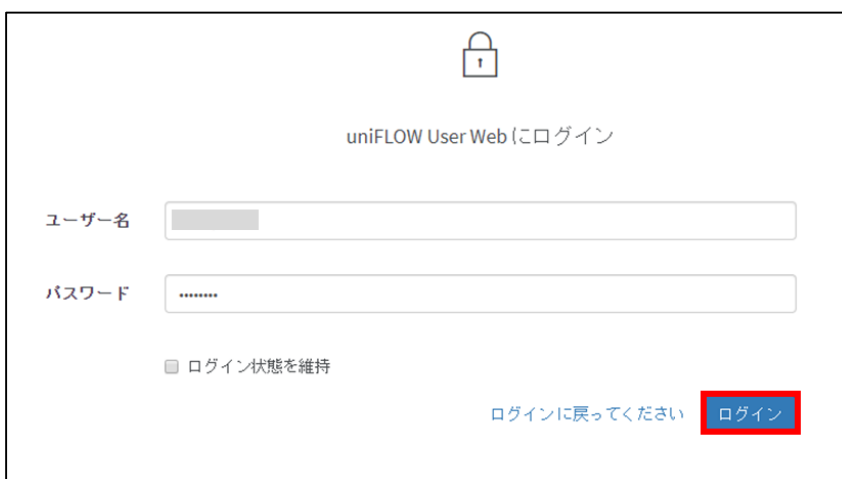 uniFLOW User Web にログイン
ユーザー名
パスワード ••••••••
ログイン状態を維持
ログインに戻ってください ログイン